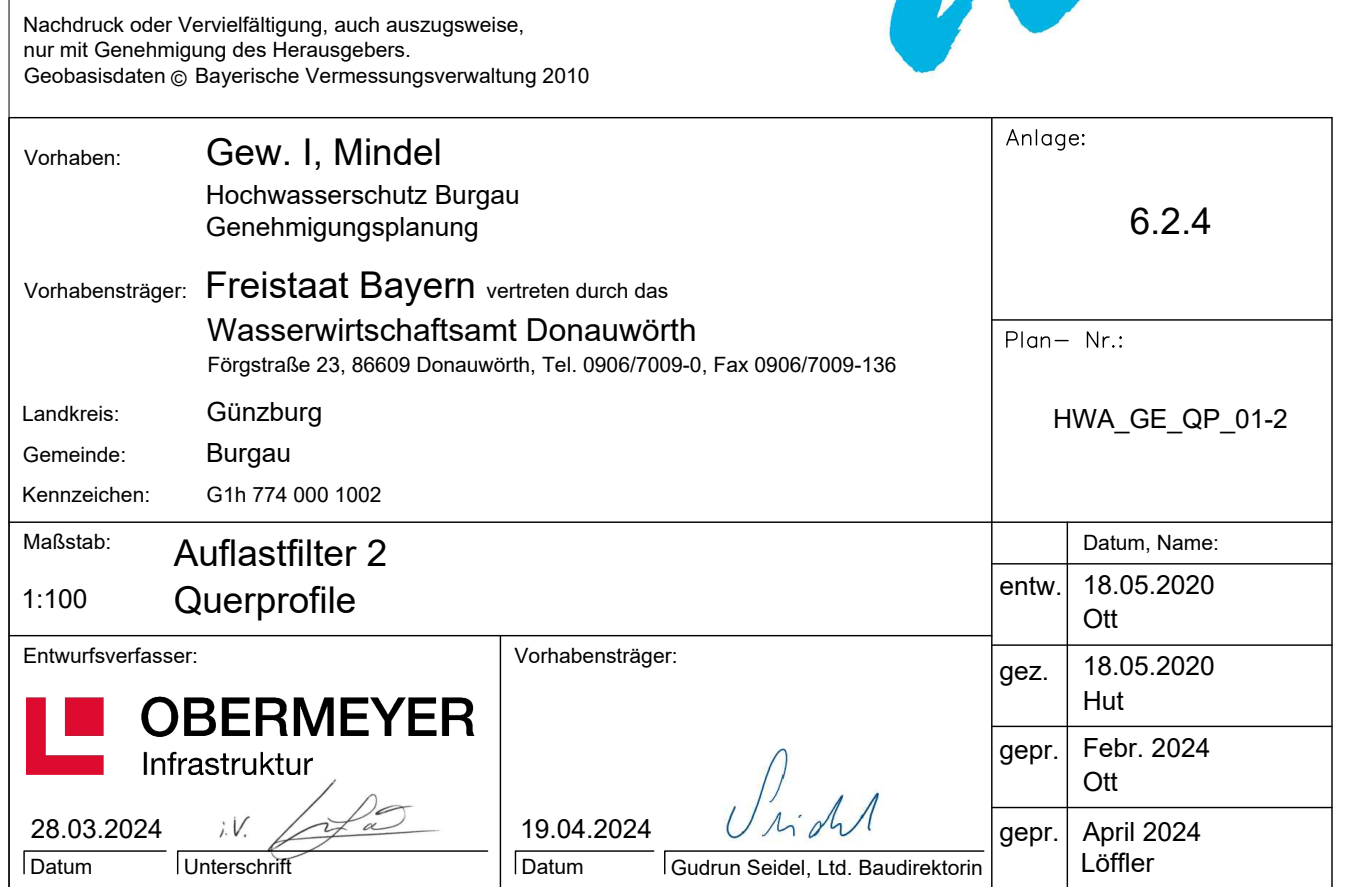 Nachdruck oder Vervielfältigung, auch auszugsweise,
nur mit Genehmigung des Herausgebers.
Geobasisdaten © Bayerische Vermessungsverwaltung 2010
Vorhaben: Gew. I, Mindel
Hochwasserschutz Burgau
Genehmigungsplanung
Vorhabensträger: Freistaat Bayern vertreten durch das
Wasserwirtschaftsamt Donauwörth
Förgstraße 23, 86609 Donauwörth, Tel. 0906/7009-0, Fax 0906/7009-136
Landkreis: Günzburg
Gemeinde: Burgau
Kennzeichen: G1h 774 000 1002
Anlage:
6.2.4
Plan- Nr.:
HWA_GE_QP_01-2
Maßstab: Auflastfilter 2
1:100 Querprofile
Datum, Name:
entw. 18.05.2020
Ott
gez. 18.05.2020
Hut
gepr. Febr. 2024
Ott
gepr. April 2024
Löffler
Entwurfsverfasser:
OBERMEYER
Infrastruktur
28.03.2024 i.V.
Datum Unterschrift
Vorhabensträger:
19.04.2024 Seidel
Datum Gudrun Seidel, Ltd. Baudirektorin